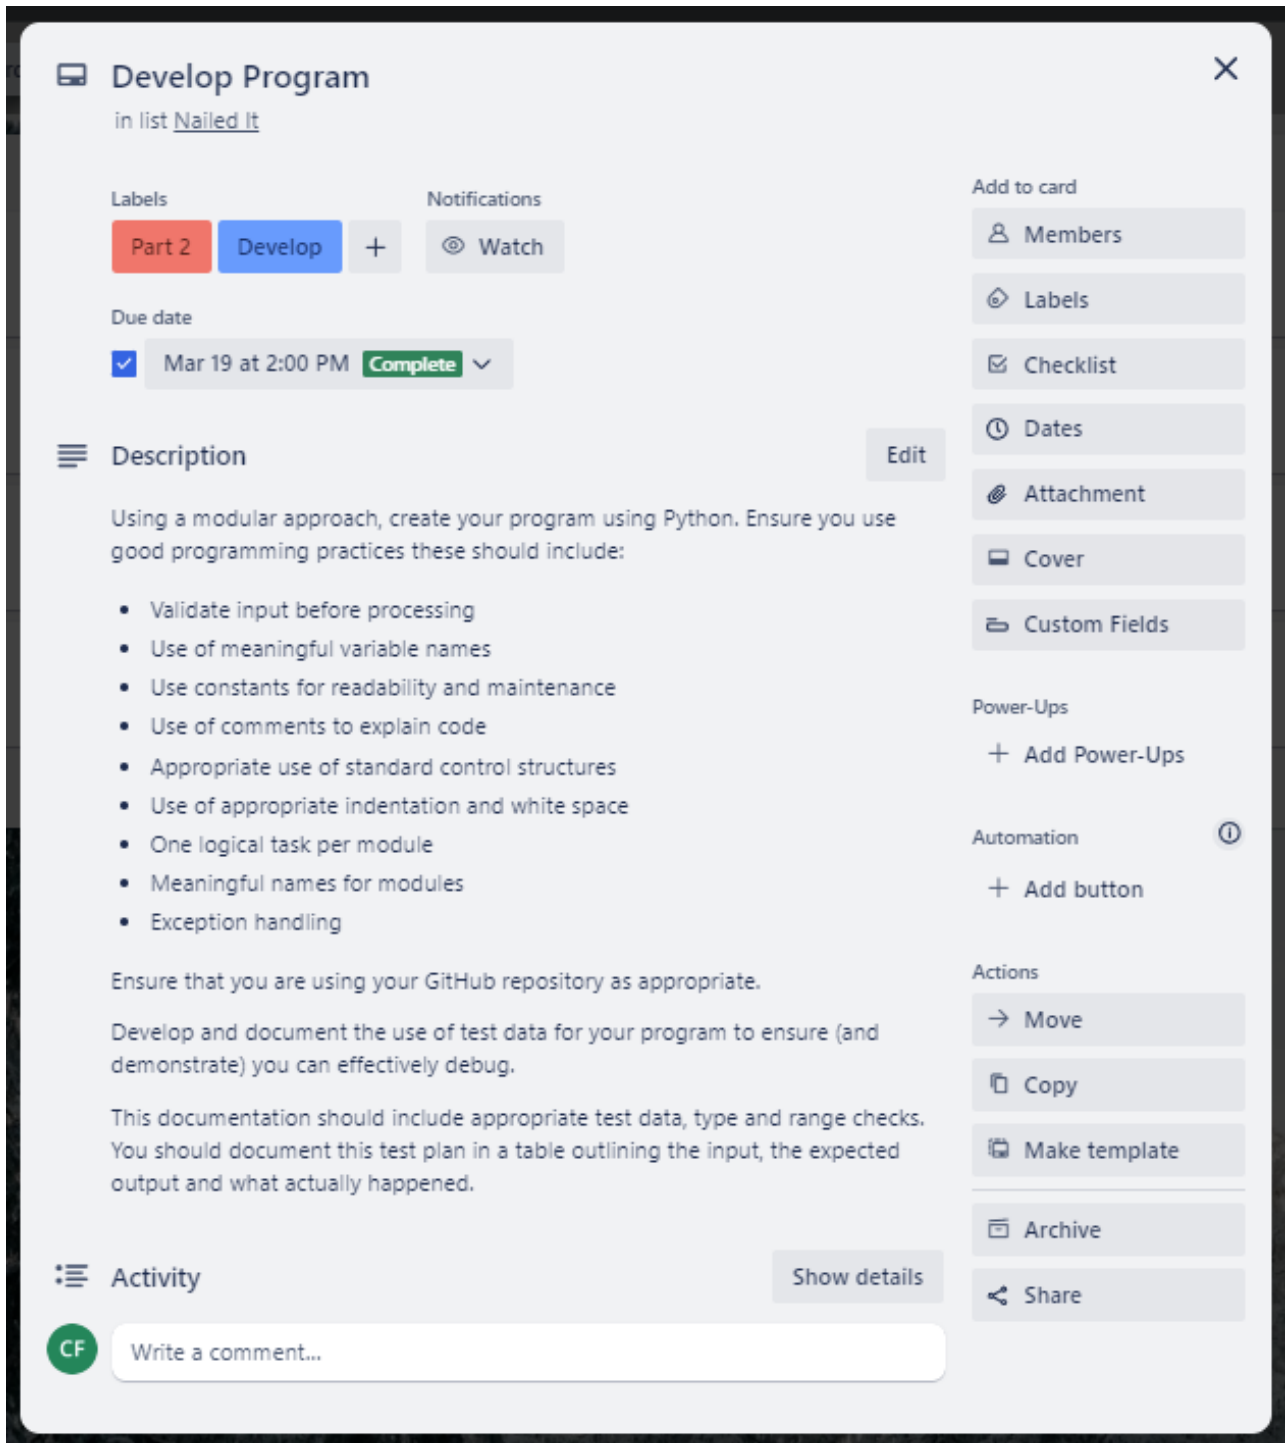 Develop Program
in list Nailed It
Labels
Part 2
Develop
Notifications
Watch
Due date
Mar 19 at 2:00 PM Complete
Description
Edit
Using a modular approach, create your program using Python. Ensure you use
good programming practices these should include:
• Validate input before processing
• Use of meaningful variable names
• Use constants for readability and maintenance
• Use of comments to explain code
• Appropriate use of standard control structures
• Use of appropriate indentation and white space
• One logical task per module
• Meaningful names for modules
• Exception handling
Ensure that you are using your GitHub repository as appropriate.
Develop and document the use of test data for your program to ensure (and
demonstrate) you can effectively debug.
This documentation should include appropriate test data, type and range checks.
You should document this test plan in a table outlining the input, the expected
output and what actually happened.
Activity
Show details
CF
Write a comment...
Add to card
Members
Labels
Checklist
Dates
Attachment
Cover
Custom Fields
Power-Ups
+ Add Power-Ups
Automation
+ Add button
Actions
Move
Copy
Make template
Archive
Share